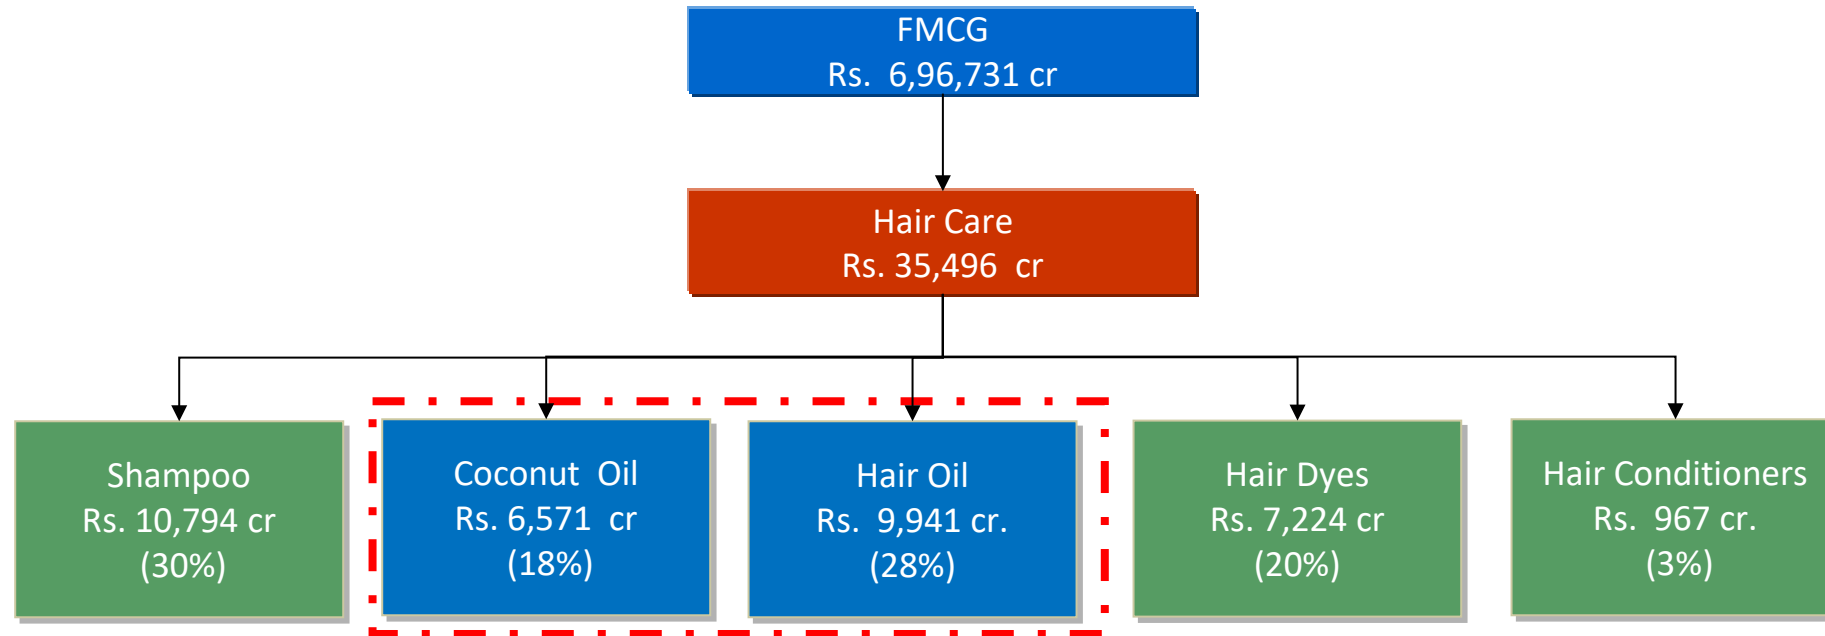 FMCG
Rs. 6,96,731 cr
Hair Care
Rs. 35,496 cr
Shampoo
Rs. 10,794 cr
(30%)
Coconut Oil
Rs. 6,571 cr
(18%)
Hair Oil
Rs. 9,941 cr.
(28%)
Hair Dyes
Rs. 7,224 cr
(20%)
Hair Conditioners
Rs. 967 cr.
(3%)